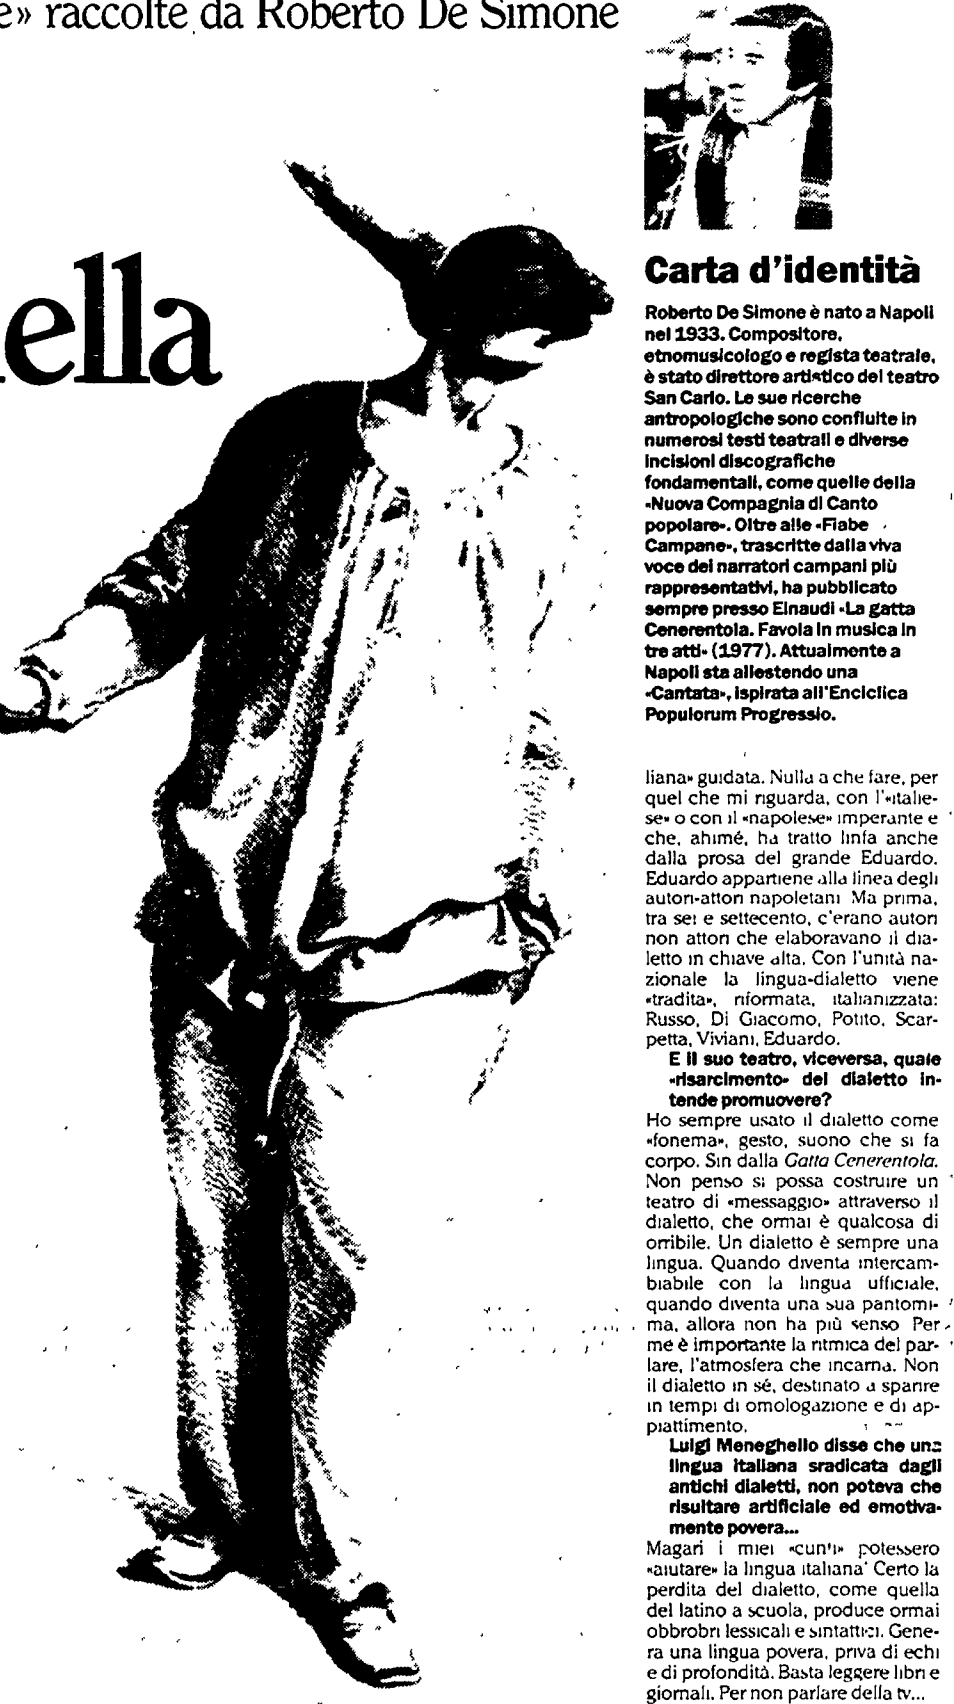 e» raccolte da Roberto De Simone
ella
Carta d'identità
Roberto De Simone è nato a Napoli
nel 1933. Compositore,
etnomusicologo e regista teatrale,
è stato direttore artistico del teatro
San Carlo. Le sue ricerche
antropologiche sono confluite in
numerosi testi teatrali e diverse
incisioni discografiche
fondamentali, come quelle della
«Nuova Compagnia di Canto
popolare». Oltre alle «Fiabe
Campane», trascritte dalla viva
voce dei narratori campani più
rappresentativi, ha pubblicato
sempre presso Einaudi «La gatta
Cenerentola. Favola in musica in
tre atti» (1977). Attualmente a
Napoli sta allestendo una
«Cantata», ispirata all'Enciclica
Populorum Progressio.
liana» guidata. Nulla a che fare, per
quel che mi riguarda, con l'«italie-
se» o con il «napolese» imperante e
che, ahimé, ha tratto linfa anche
dalla prosa del grande Eduardo.
Eduardo appartiene alla linea degli
autori-attori napoletani Ma prima,
tra sei e settecento, c'erano autori
non attori che elaboravano il dia-
letto in chiave alta. Con l'unità na-
zionale la lingua-dialetto viene
«tradita», riformata, italianizzata:
Russo, Di Giacomo, Potito, Scar-
petta, Viviani, Eduardo.
E il suo teatro, viceversa, quale
«risarcimento» del dialetto in-
tende promuovere?
Ho sempre usato il dialetto come
«fonema», gesto, suono che si fa
corpo. Sin dalla Gatta Cenerentola.
Non penso si possa costruire un
teatro di «messaggio» attraverso il
dialetto, che ormai è qualcosa di
orribile. Un dialetto è sempre una
lingua. Quando diventa intercam-
biabile con la lingua ufficiale,
quando diventa una sua pantomi-
ma, allora non ha più senso Per
me è importante la ritmica del par-
lare, l'atmosfera che incarna. Non
il dialetto in sé, destinato a sparire
in tempi di omologazione e di ap-
piattimento.
Luigi Meneghello disse che una
lingua italiana sradicata dagli
antichi dialetti, non poteva che
risultare artificiale ed emotiva-
mente povera...
Magari i miei «cunti» potessero
«aiutare» la lingua italiana' Certo la
perdita del dialetto, come quella
del latino a scuola, produce ormai
obbrobri lessicali e sintattici. Gene-
ra una lingua povera, priva di echi
e di profondità. Basta leggere libri e
giornali. Per non parlare della tv...